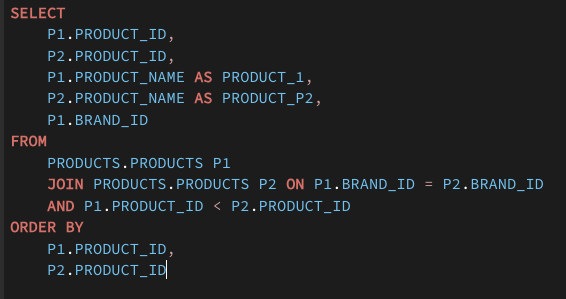 SELECT
P1.PRODUCT_ID,
P2.PRODUCT_ID,
P1.PRODUCT_NAME AS PRODUCT_1,
P2.PRODUCT_NAME AS PRODUCT_P2,
P1.BRAND_ID
FROM
PRODUCTS.PRODUCTS P1
JOIN PRODUCTS.PRODUCTS P2 ON P1.BRAND_ID = P2.BRAND_ID
AND P1.PRODUCT_ID < P2.PRODUCT_ID
ORDER BY
P1.PRODUCT_ID,
P2.PRODUCT_ID